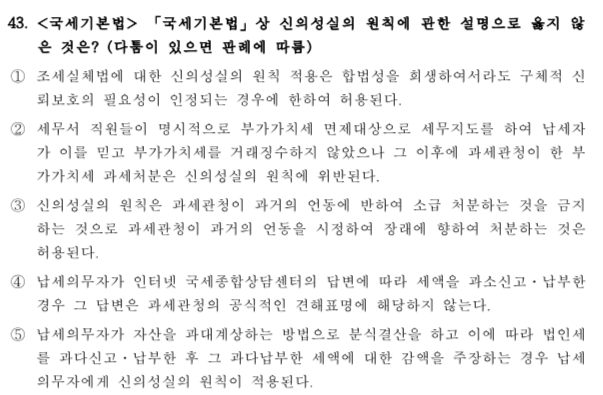 43. <국세기본법> 「국세기본법」상 신의성실의 원칙에 관한 설명으로 옳지 않
은 것은? (다툼이 있으면 판례에 따름)
① 조세실체법에 대한 신의성실의 원칙 적용은 합법성을 희생하여서라도 구체적 신
뢰보호의 필요성이 인정되는 경우에 한하여 허용된다.
② 세무서 직원들이 명시적으로 부가가치세 면제대상으로 세무지도를 하여 납세자
가 이를 믿고 부가가치세를 거래징수하지 않았으나 그 이후에 과세관청이 한 부
가가치세 과세처분은 신의성실의 원칙에 위반된다.
③ 신의성실의 원칙은 과세관청이 과거의 언동에 반하여 소급 처분하는 것을 금지
하는 것으로 과세관청이 과거의 언동을 시정하여 장래에 향하여 처분하는 것은
허용된다.
④ 납세의무자가 인터넷 국세종합상담센터의 답변에 따라 세액을 과소신고·납부한
경우 그 답변은 과세관청의 공식적인 견해표명에 해당하지 않는다.
⑤ 납세의무자가 자산을 과대계상하는 방법으로 분식결산을 하고 이에 따라 법인세
를 과다신고·납부한 후 그 과다납부한 세액에 대한 감액을 주장하는 경우 납세
의무자에게 신의성실의 원칙이 적용된다.